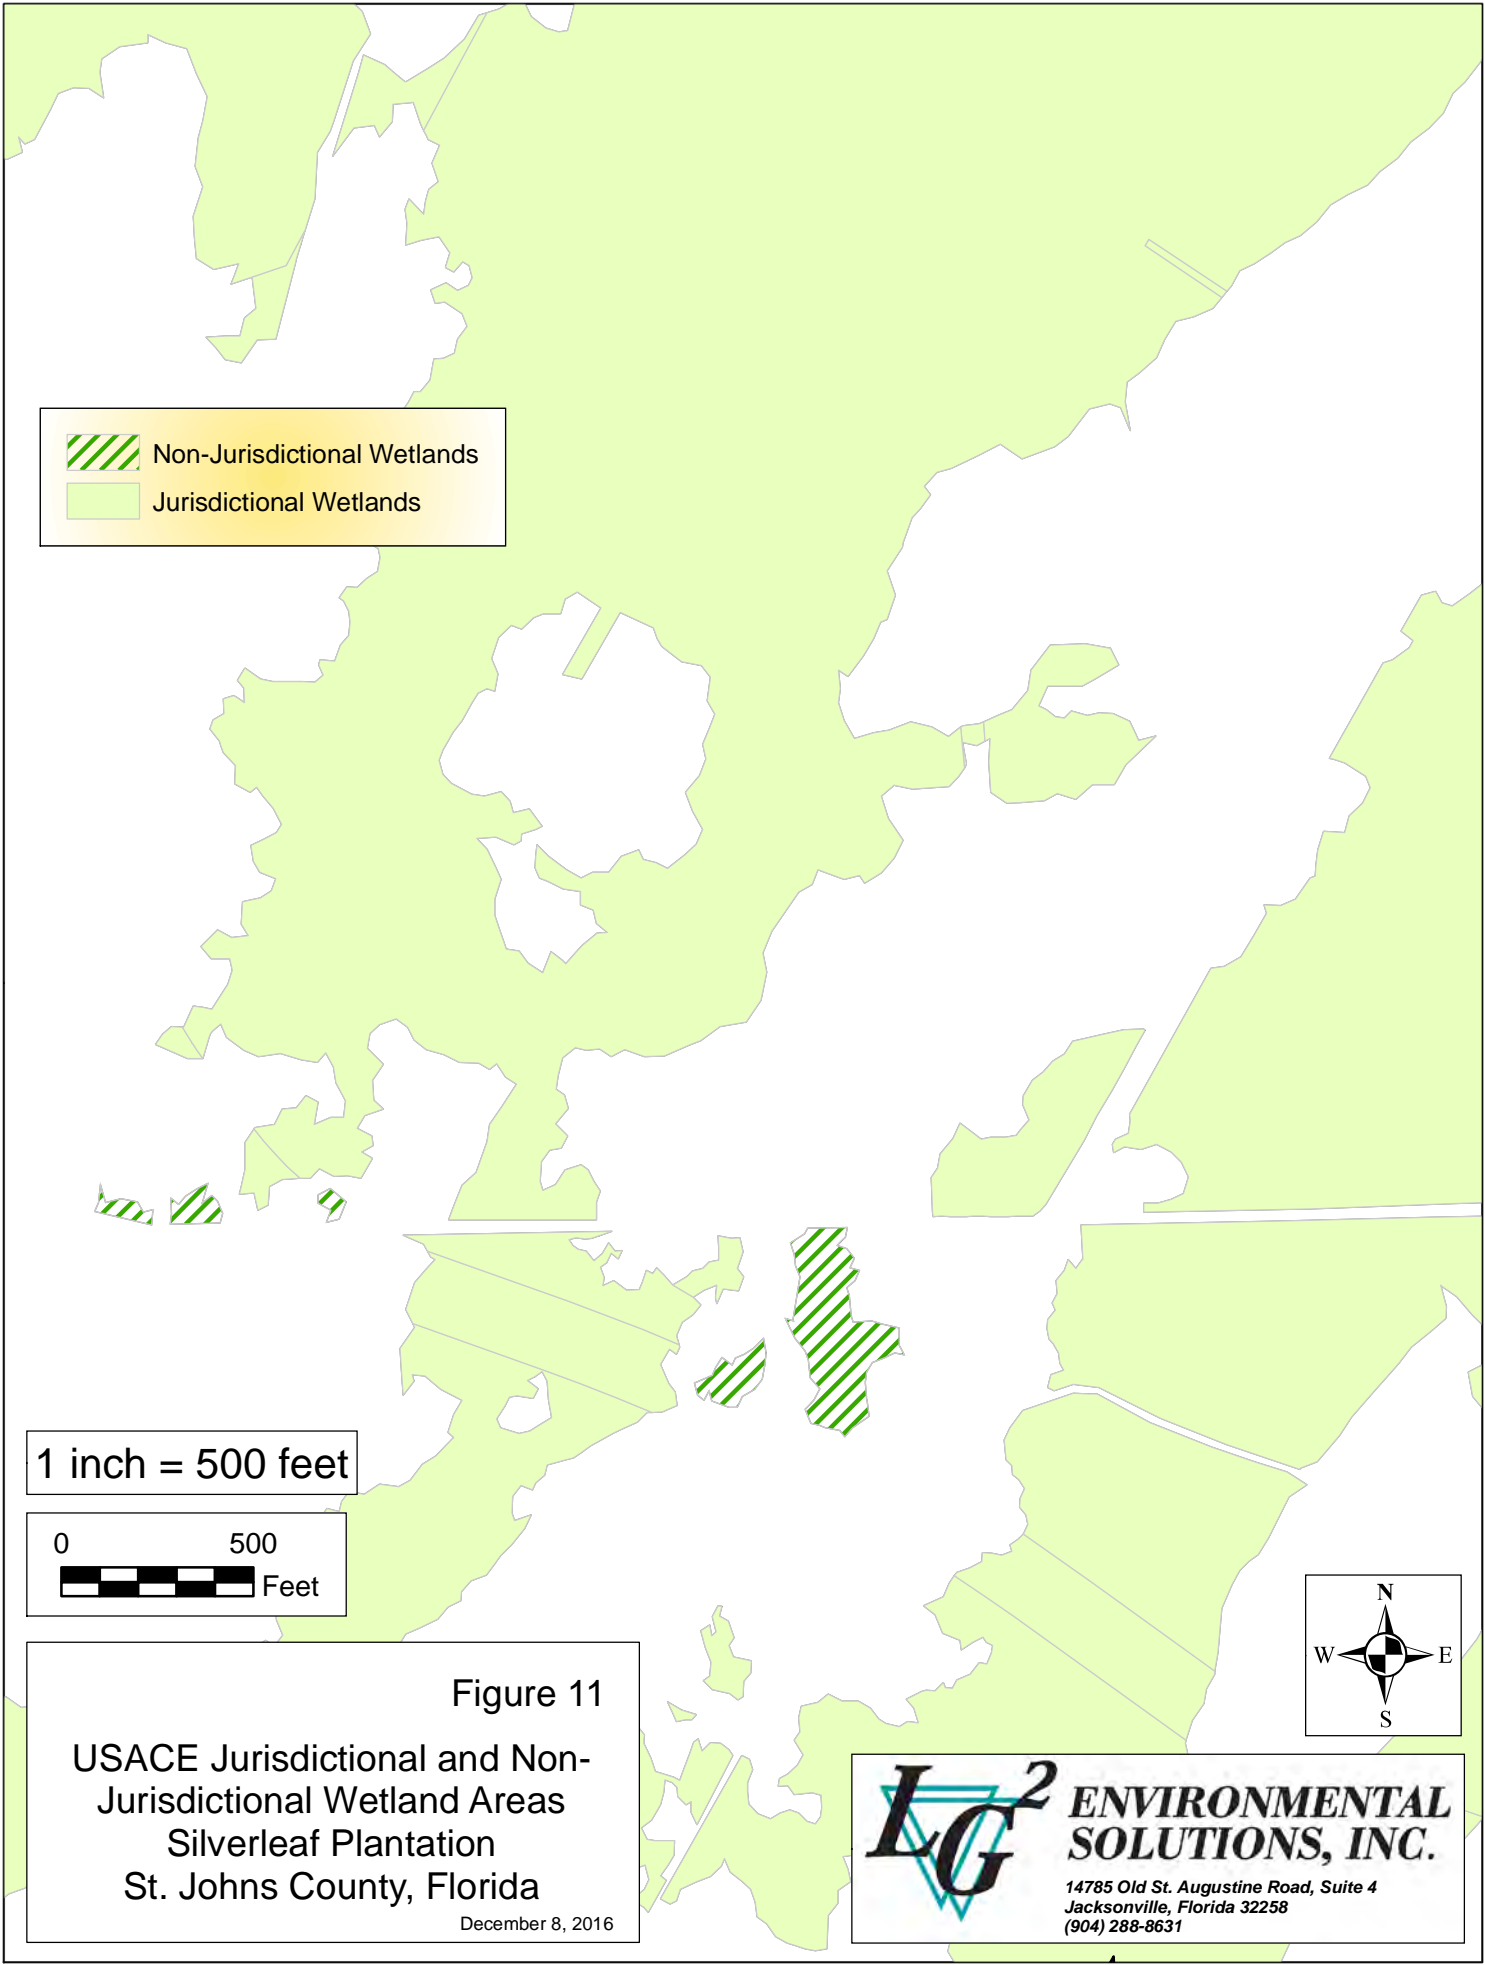 Non-Jurisdictional Wetlands
Jurisdictional Wetlands
1 inch = 500 feet
0 500
Feet
Figure 11
USACE Jurisdictional and Non-
Jurisdictional Wetland Areas
Silverleaf Plantation
St. Johns County, Florida
December 8, 2016
N
W E
S
LG2
ENVIRONMENTAL
SOLUTIONS, INC.
14785 Old St. Augustine Road, Suite 4
Jacksonville, Florida 32258
(904) 288-8631